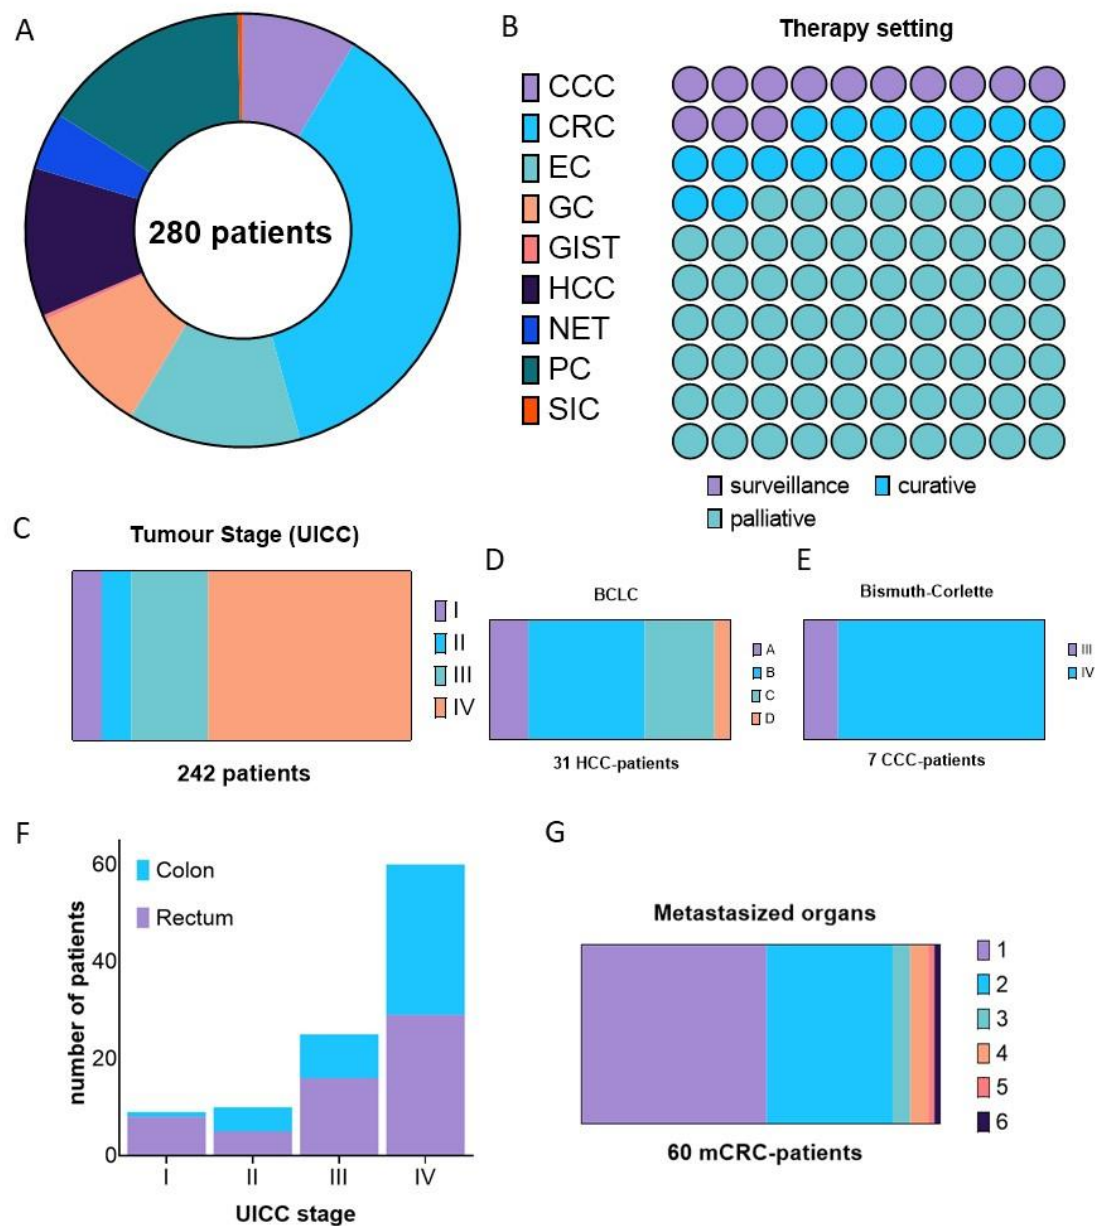 A
280 patients
B
Therapy setting
CCC
CRC
EC
GC
GIST
HCC
NET
PC
SIC
surveillance
curative
palliative
C
Tumour Stage (UICC)
I
II
III
IV
242 patients
D
BCLC
A
B
C
D
31 HCC-patients
E
Bismuth-Corlette
III
IV
7 CCC-patients
F
Colon
Rectum
number of patients
60
40
20
0
I
II
III
IV
UICC stage
G
Metastasized organs
1
2
3
4
5
6
60 mCRC-patients